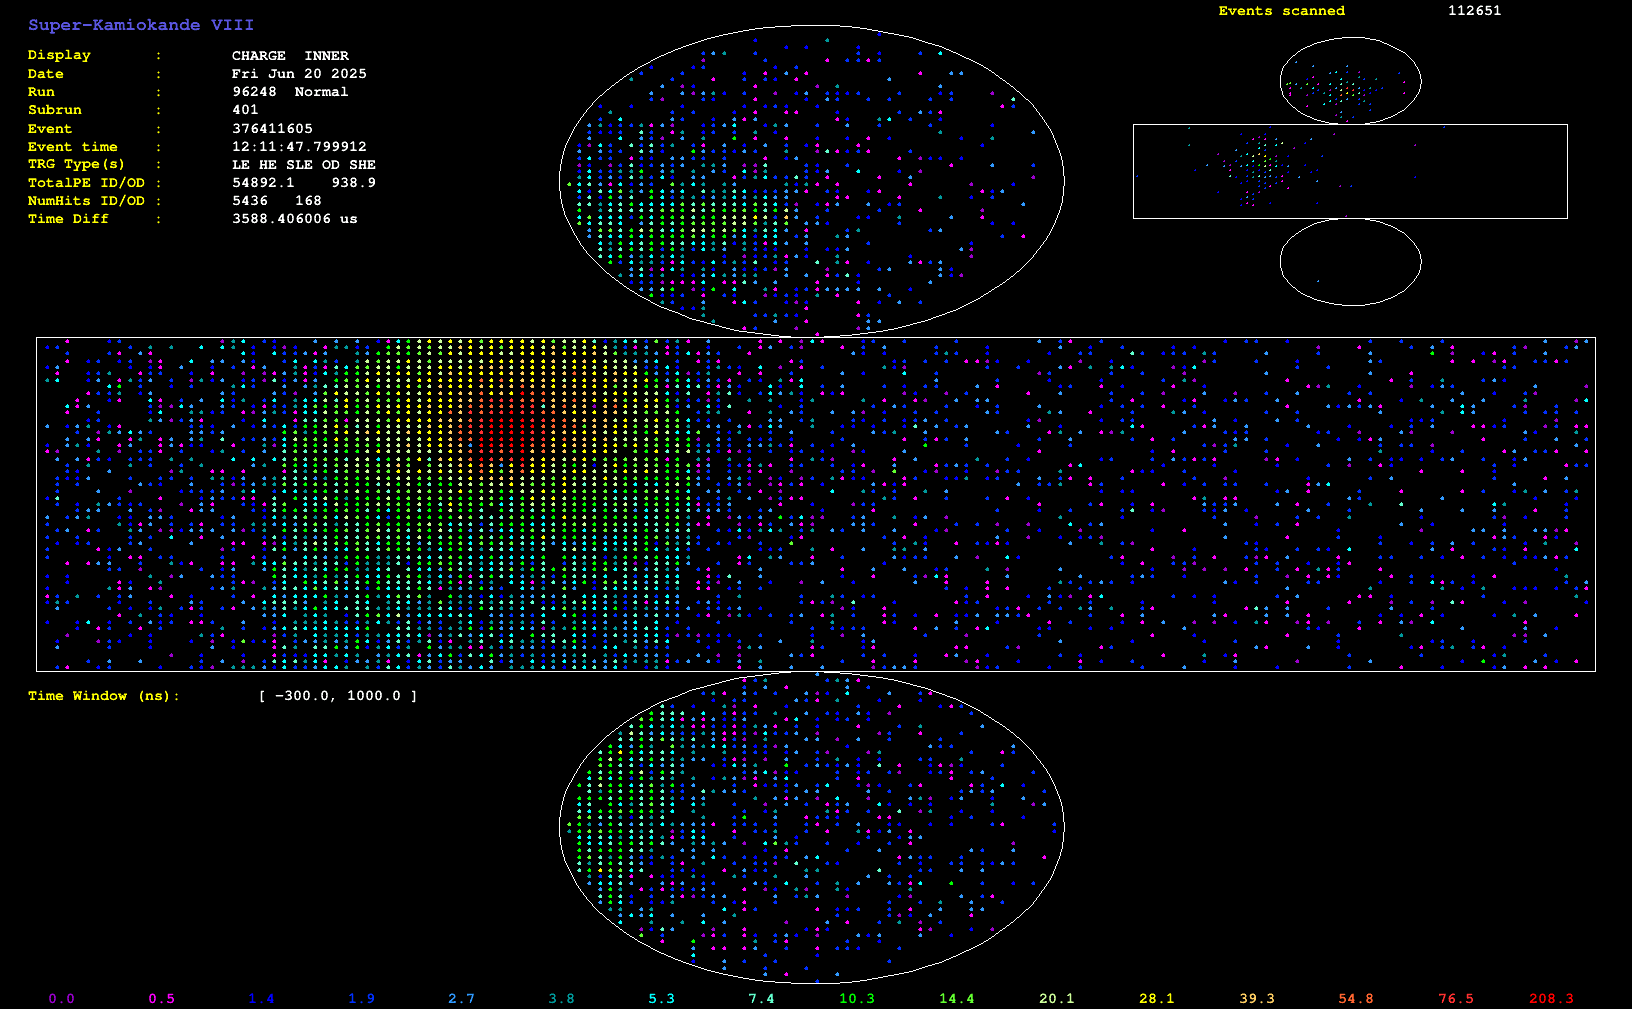 Super-Kamiokande VIII
Events scanned 112651
Display : CHARGE INNER
Date : Fri Jun 20 2025
Run : 96248 Normal
Subrun : 401
Event : 376411605
Event time : 12:11:47.799912
TRG Type(s) : LE HE SLE OD SHE
TotalPE ID/OD : 54892.1 938.9
NumHits ID/OD : 5436 168
Time Diff : 3588.406006 us
Time Window (ns): [ -300.0, 1000.0 ]
0.0 0.5 1.4 1.9 2.7 3.8 5.3 7.4 10.3 14.4 20.1 28.1 39.3 54.8 76.5 208.3